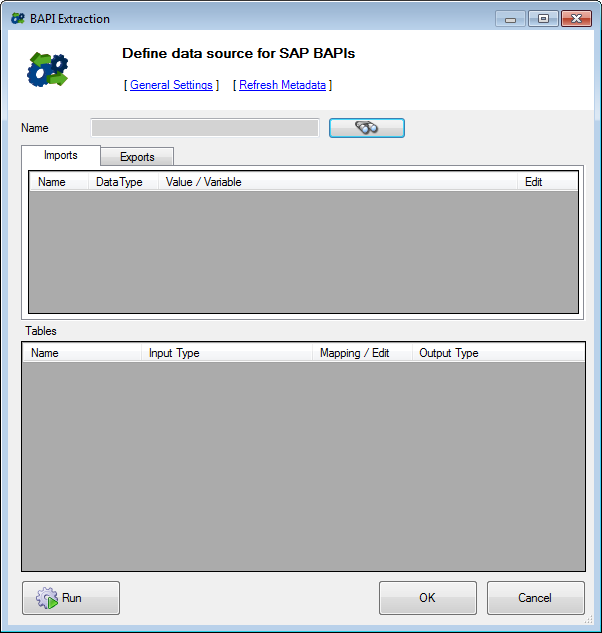 BAPI Extraction
Define data source for SAP BAPIs
[ General Settings ] [ Refresh Metadata ]
Name
Imports Exports
Name DataType Value / Variable Edit
Tables
Name Input Type Mapping / Edit Output Type
Run OK Cancel